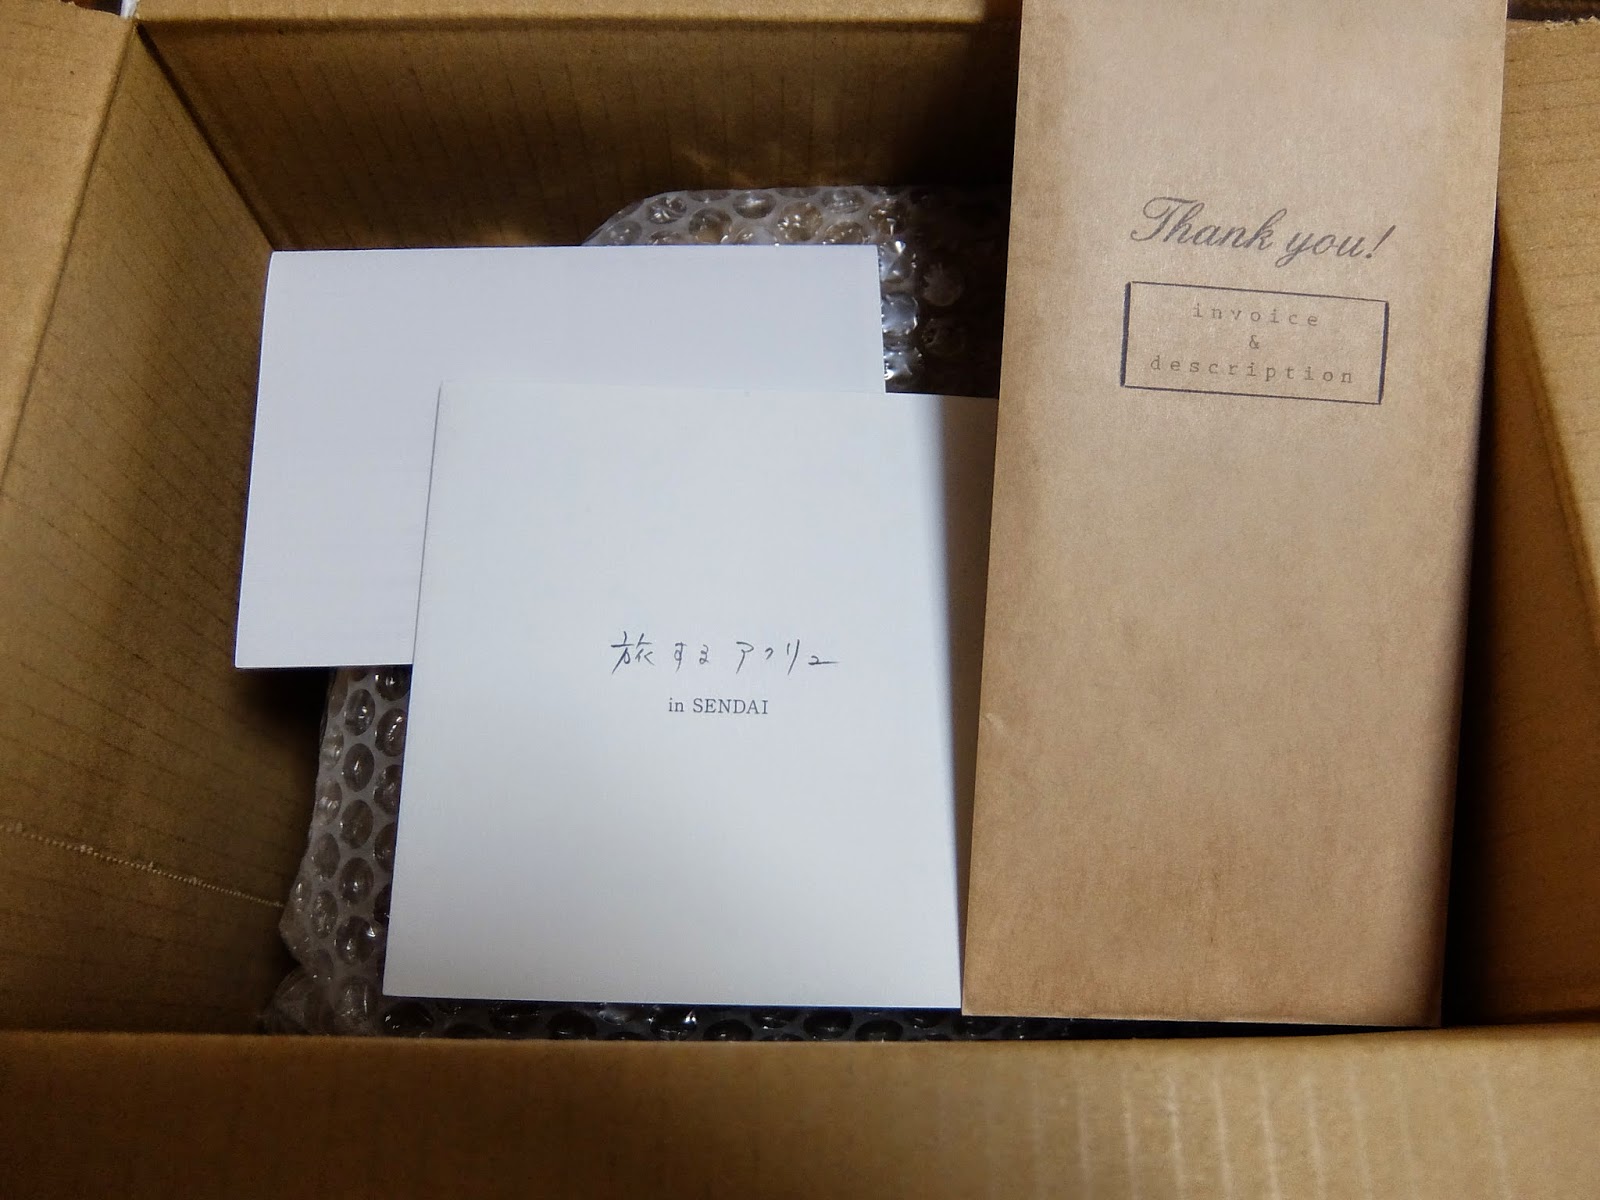 旅する アクリュ
in SENDAI
Thank you!
invoice
&
description